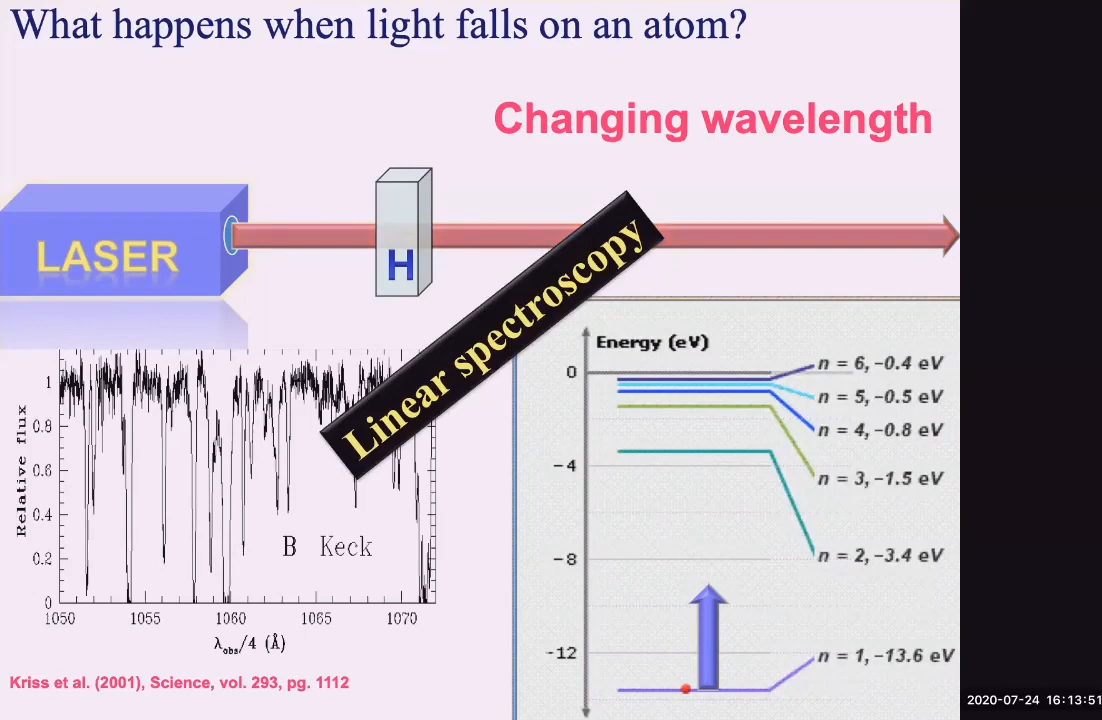 What happens when light falls on an atom?
Changing wavelength
LASER
H
Linear spectroscopy
Relative flux
1
0.8
0.6
0.4
0.2
0
B Keck
1050 1055 1060 1065 1070
λobs/4 (Å)
Kriss et al. (2001), Science, vol. 293, pg. 1112
Energy (eV)
0
−4
−8
−12
n = 6, −0.4 eV
n = 5, −0.5 eV
n = 4, −0.8 eV
n = 3, −1.5 eV
n = 2, −3.4 eV
n = 1, −13.6 eV
2020-07-24 16:13:51